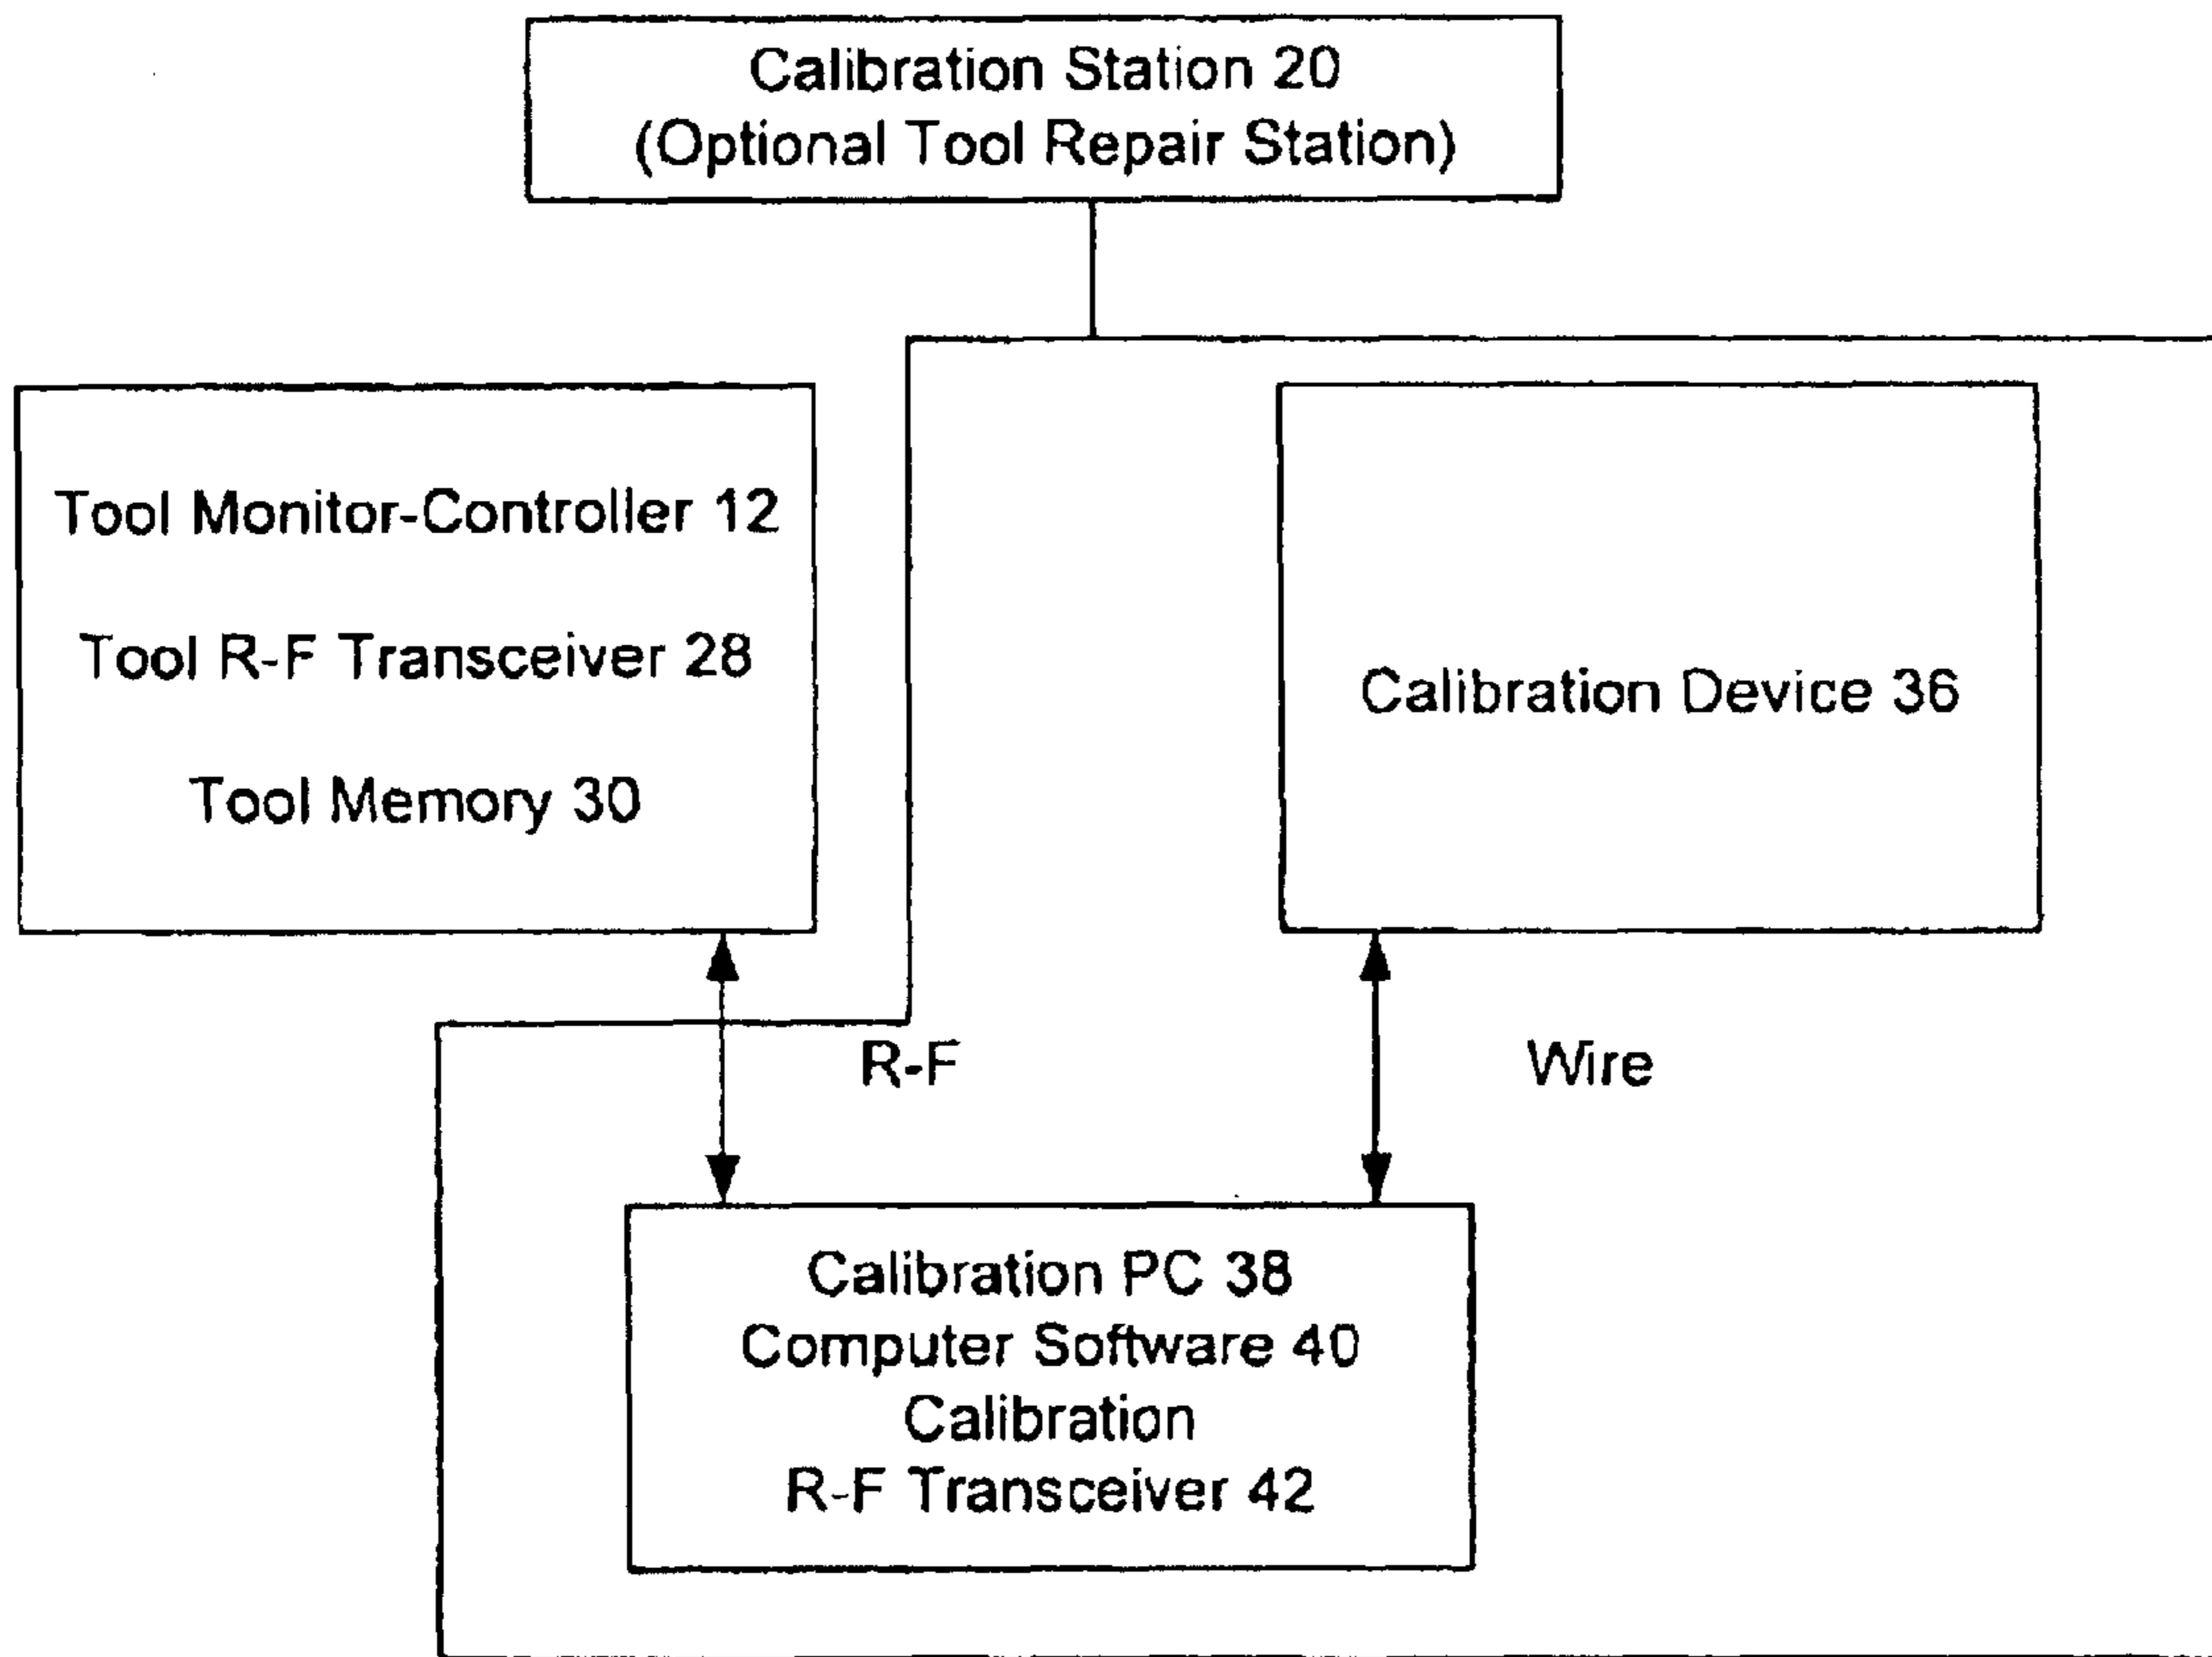 Calibration Station 20
(Optional Tool Repair Station)
Tool Monitor-Controller 12
Tool R-F Transceiver 28
Tool Memory 30
Calibration Device 36
R-F
Wire
Calibration PC 38
Computer Software 40
Calibration
R-F Transceiver 42